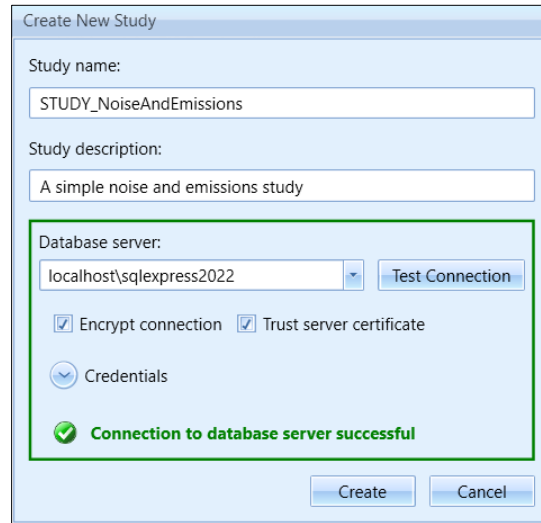 Create New Study
Study name:
STUDY_NoiseAndEmissions
Study description:
A simple noise and emissions study
Database server:
localhost\sqlexpress2022 Test Connection
Encrypt connection Trust server certificate
Credentials
Connection to database server successful
Create Cancel